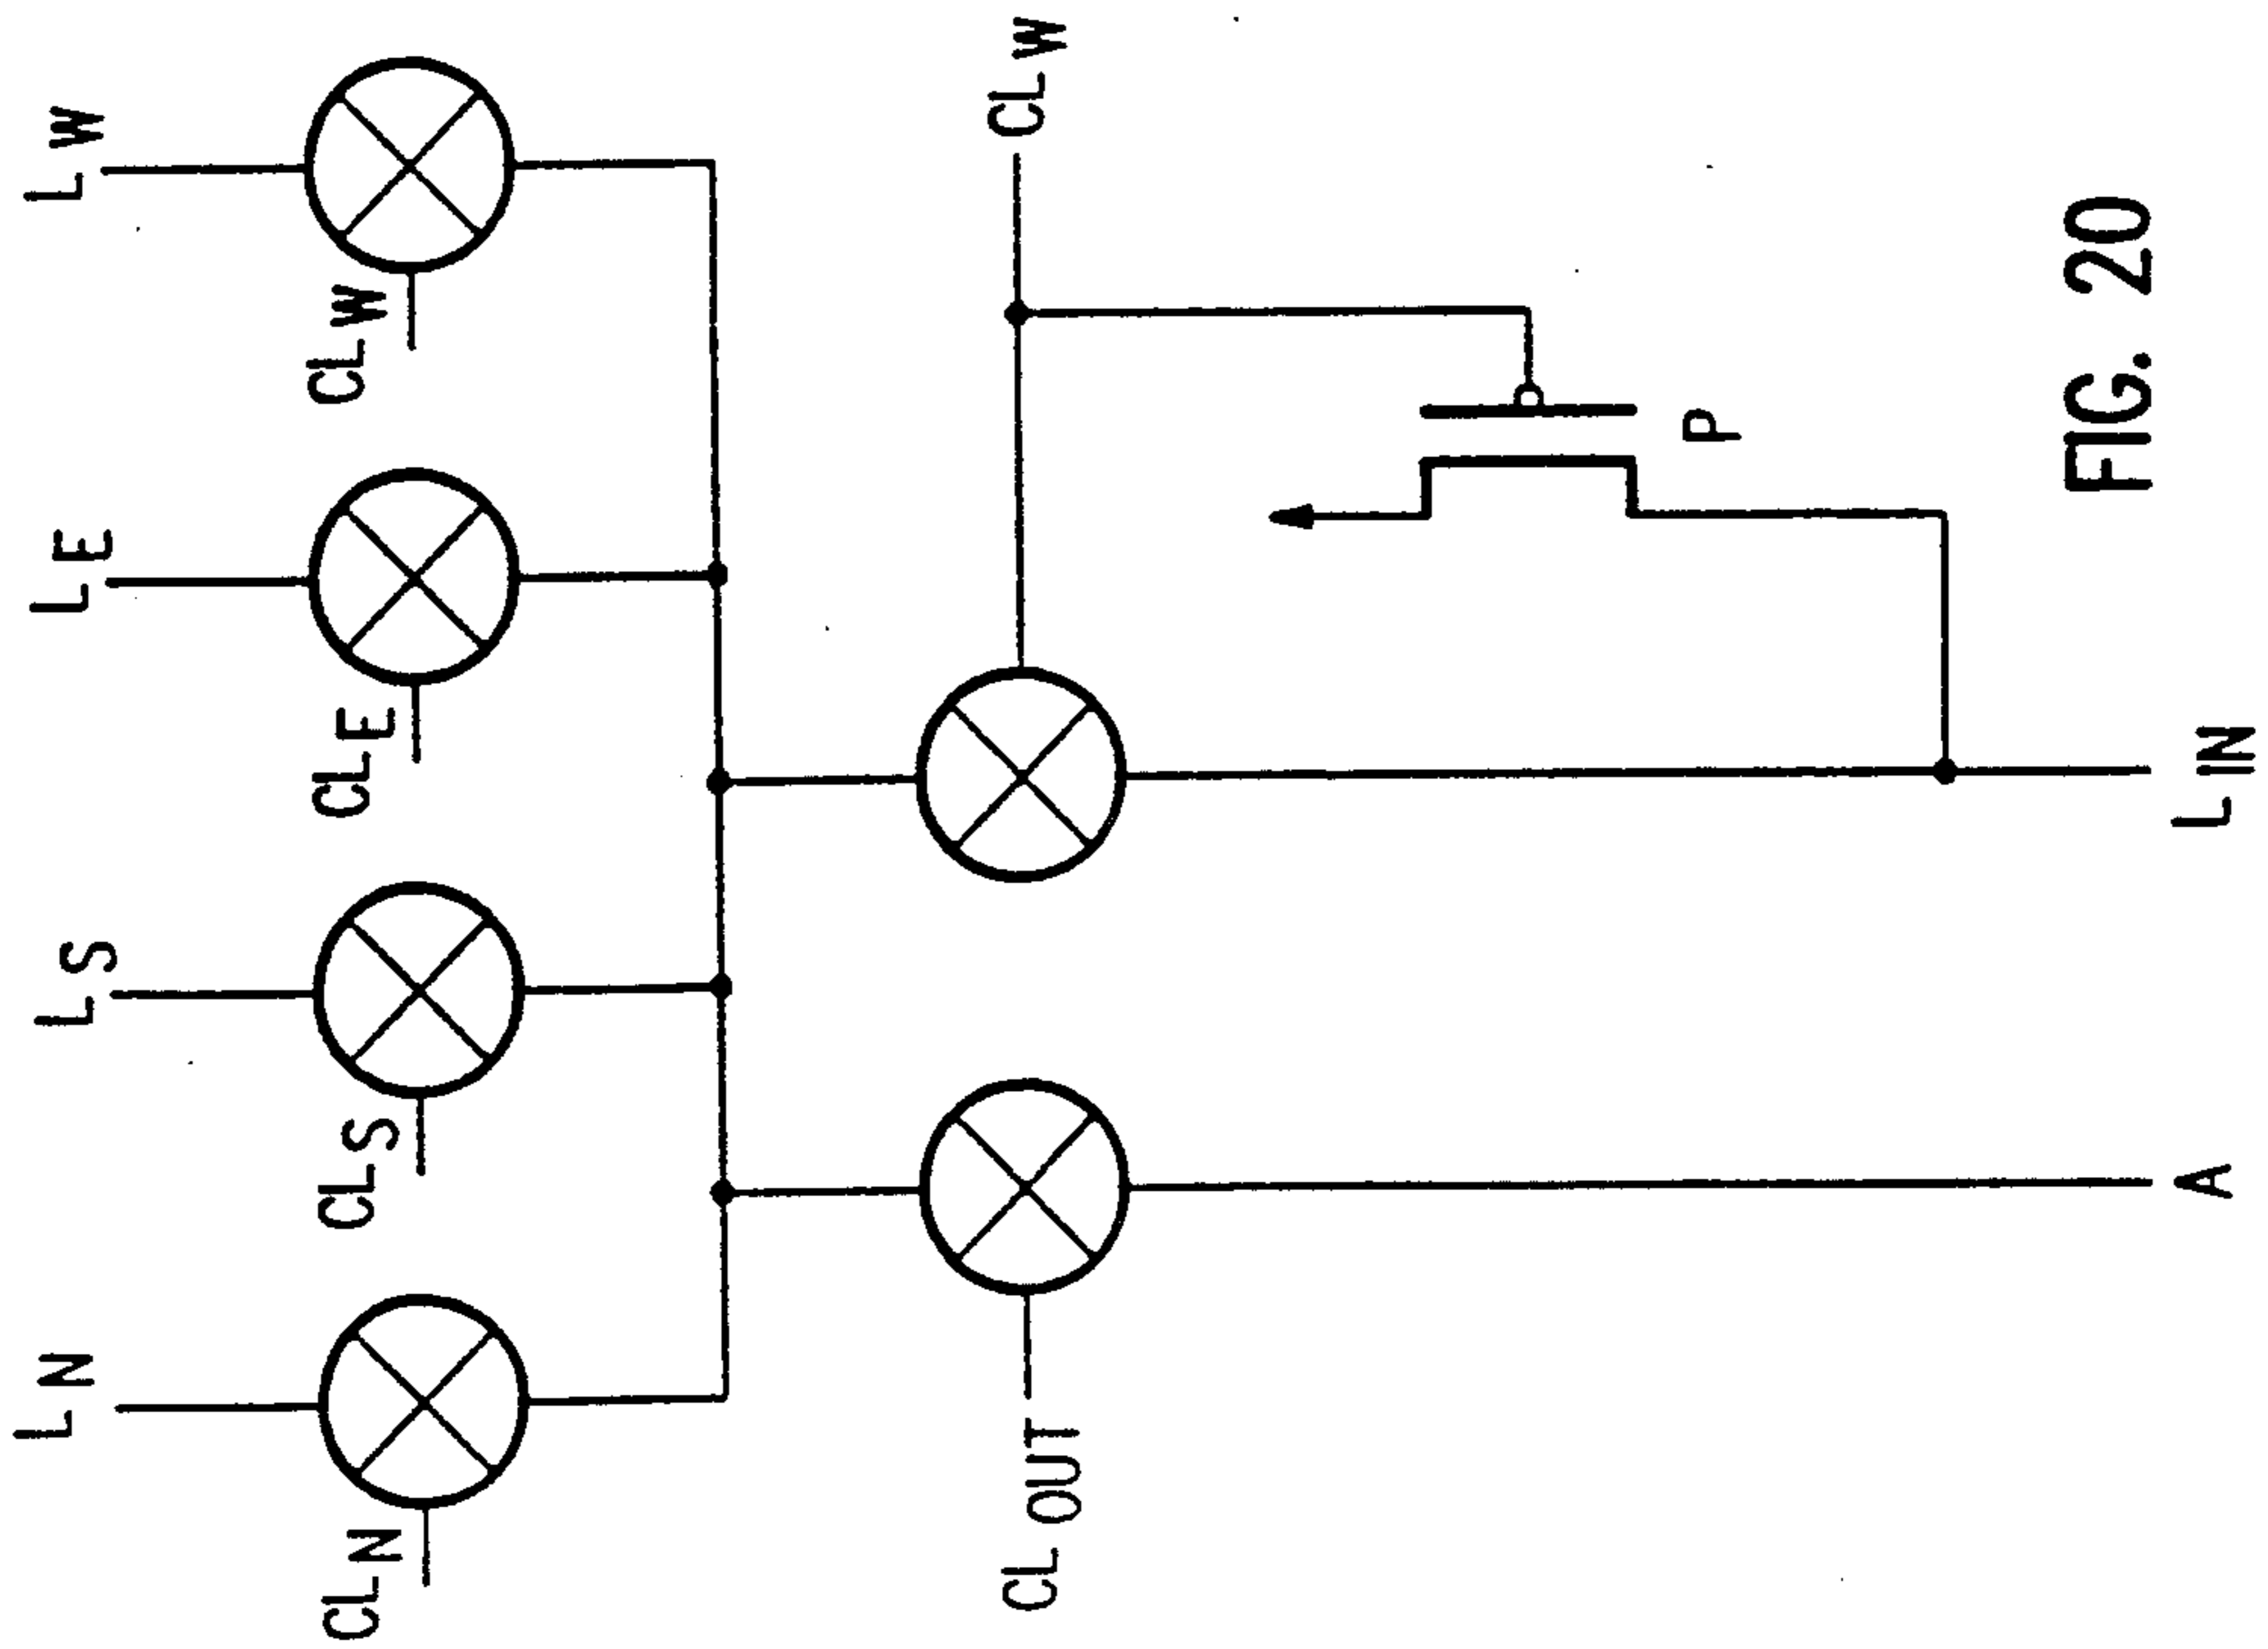 L N
L S
L E
L W
CL N
CL S
CL E
CL W
CL OUT
CL W
P
FIG. 20
A
L IN